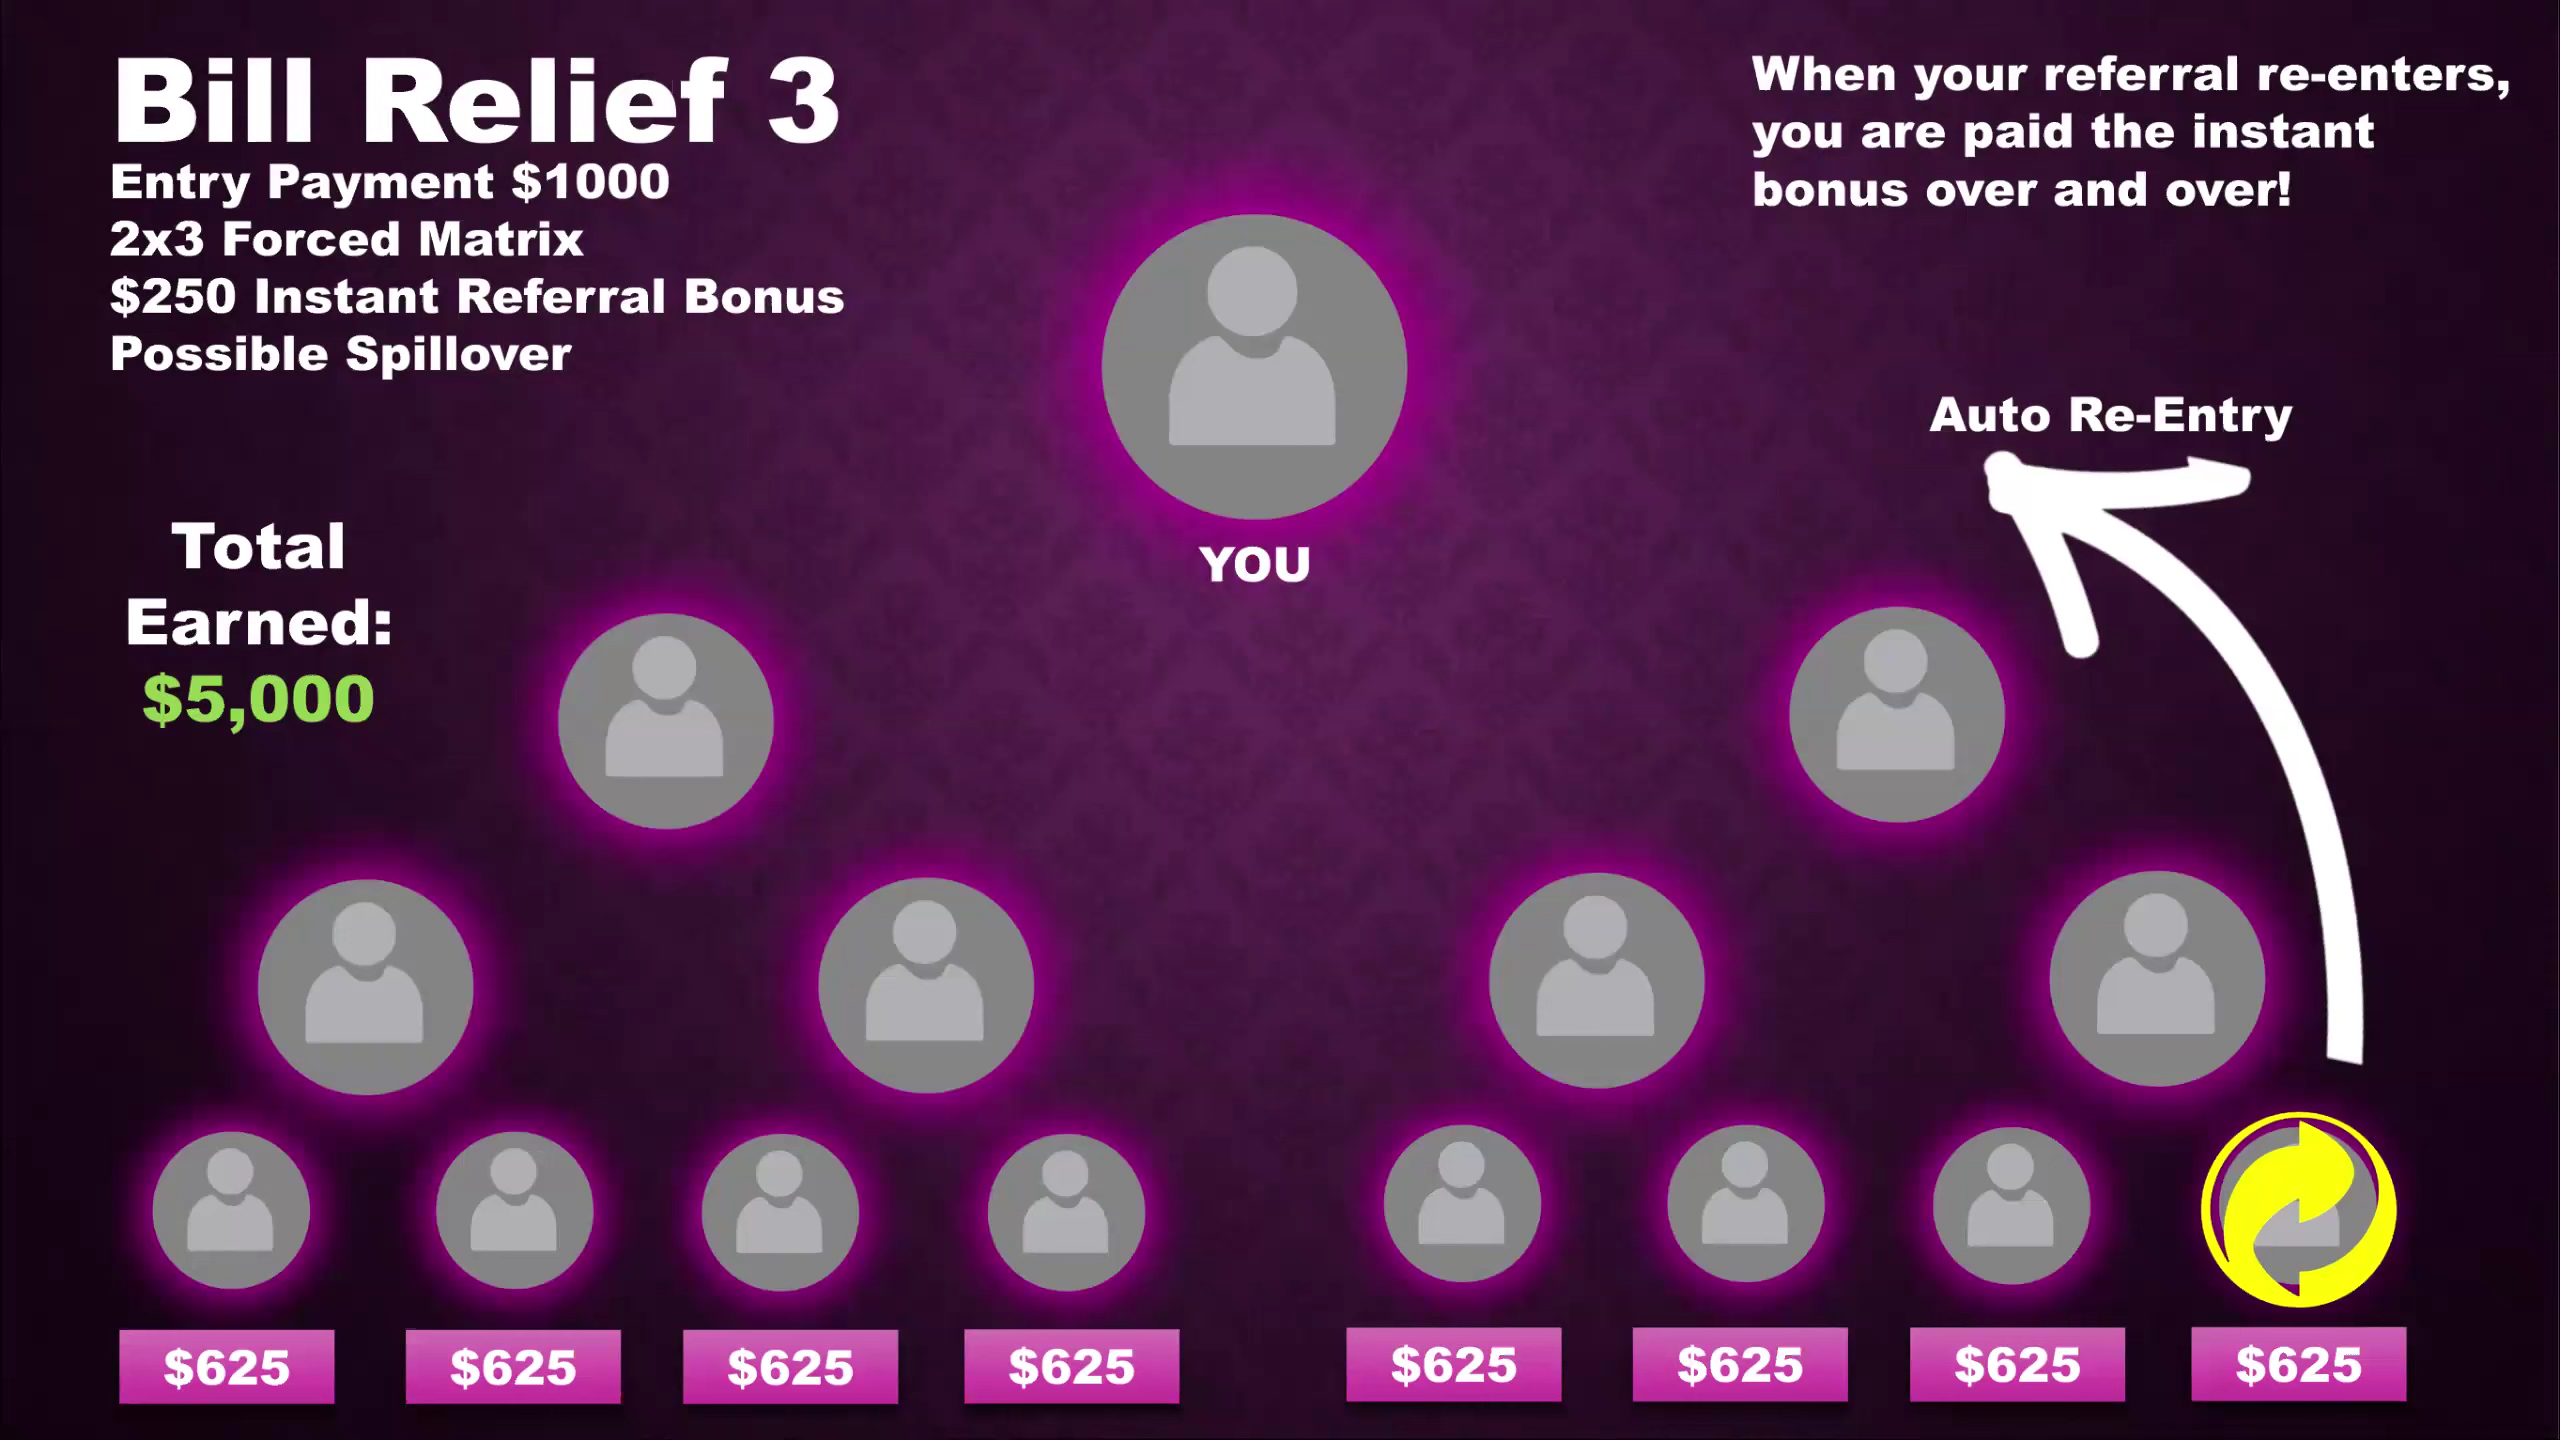 Bill Relief 3
Entry Payment $1000
2x3 Forced Matrix
$250 Instant Referral Bonus
Possible Spillover
When your referral re-enters,
you are paid the instant
bonus over and over!
Auto Re-Entry
YOU
Total
Earned:
$5,000
$625 $625 $625 $625 $625 $625 $625 $625